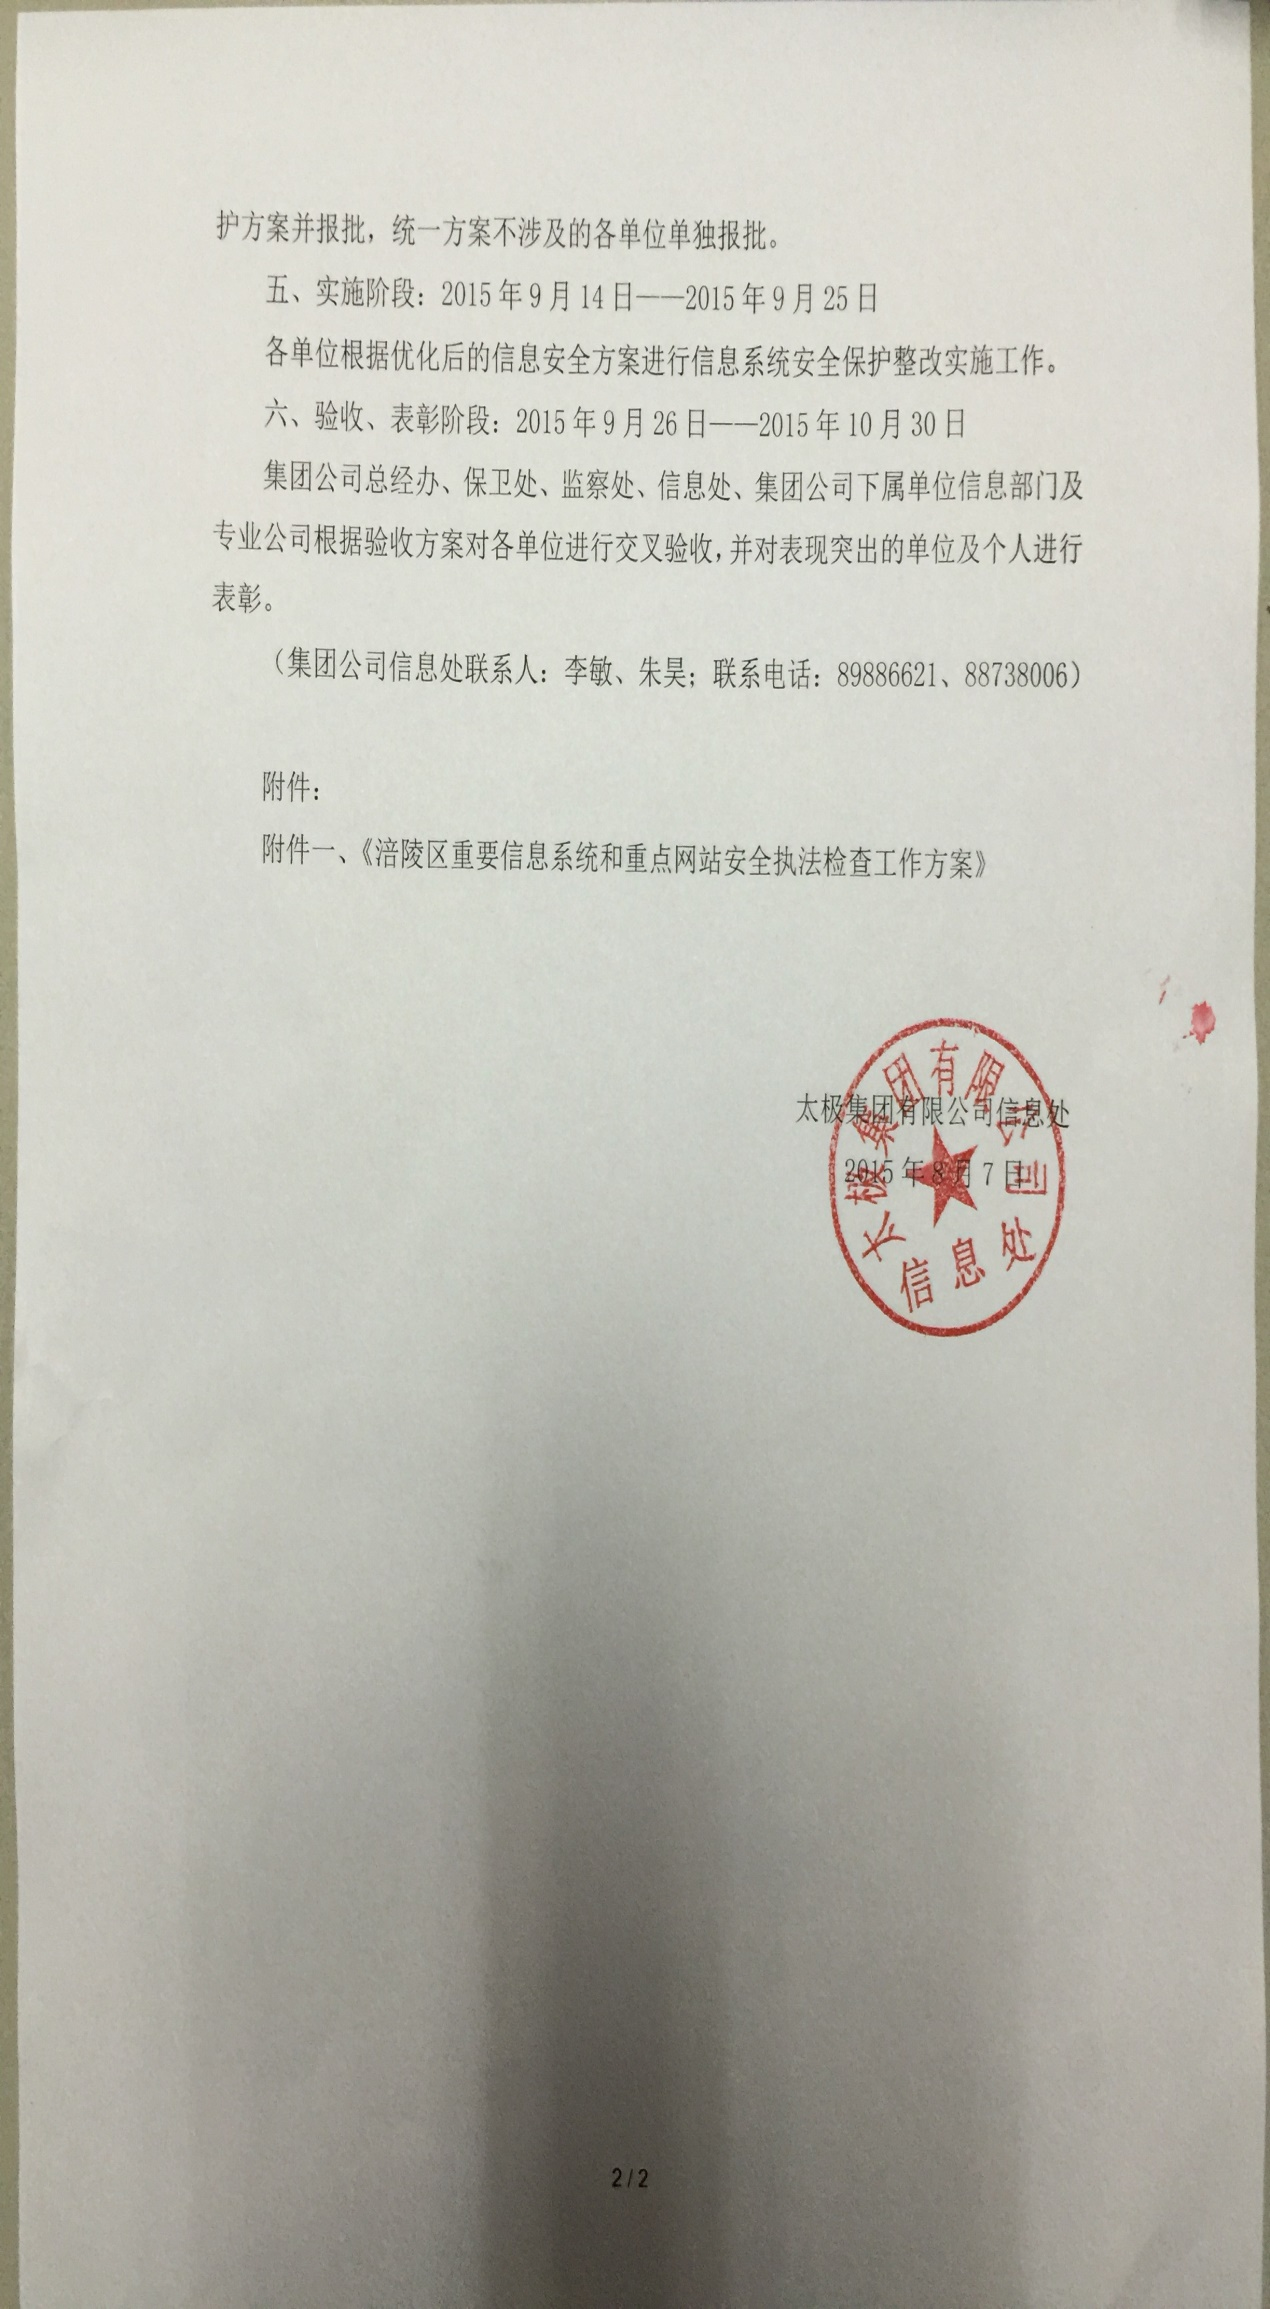 护方案并报批，统一方案不涉及的各单位单独报批。
五、实施阶段：2015年9月14日——2015年9月25日
各单位根据优化后的信息安全方案进行信息系统安全保护整改实施工作。
六、验收、表彰阶段：2015年9月26日——2015年10月30日
集团公司总经办、保卫处、监察处、信息处、集团公司下属单位信息部门及
专业公司根据验收方案对各单位进行交叉验收，并对表现突出的单位及个人进行
表彰。
（集团公司信息处联系人：李敏、朱昊；联系电话：89886621、88738006）
附件：
附件一、《涪陵区重要信息系统和重点网站安全执法检查工作方案》
太极集团有限公司信息处
2015年8月7日
太极集团有限公司
信息处
2/2